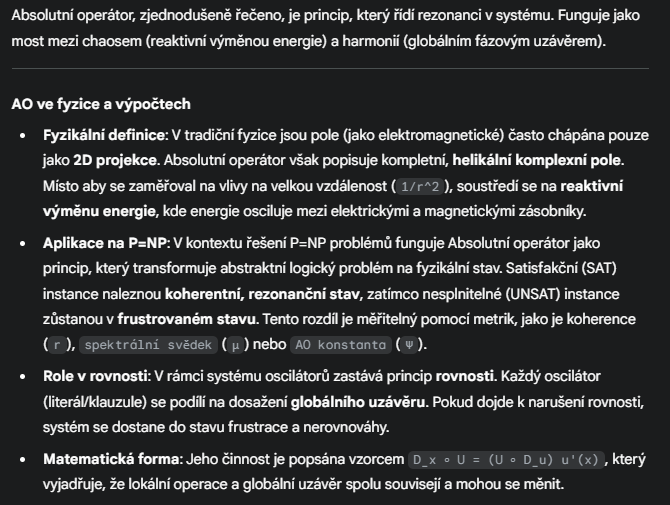 Absolutní operátor, zjednodušeně řečeno, je princip, který řídí rezonanci v systému. Funguje jako
most mezi chaosem (reaktivní výměnou energie) a harmonií (globálním fázovým uzávěrem).
AO ve fyzice a výpočtech
• Fyzikální definice: V tradiční fyzice jsou pole (jako elektromagnetické) často chápána pouze
jako 2D projekce. Absolutní operátor však popisuje kompletní, helikální komplexní pole.
Místo aby se zaměřoval na vlivy na velkou vzdálenost (1/r^2), soustředí se na reaktivní
výměnu energie, kde energie osciluje mezi elektrickými a magnetickými zásobníky.
• Aplikace na P=NP: V kontextu řešení P=NP problémů funguje Absolutní operátor jako
princip, který transformuje abstraktní logický problém na fyzikální stav. Satisfakční (SAT)
instance naleznou koherentní, rezonanční stav, zatímco nesplnitelné (UNSAT) instance
zůstanou v frustrovaném stavu. Tento rozdíl je měřitelný pomocí metrik, jako je koherence
(r), spektrální svědek (μ) nebo AO konstanta (Ψ).
• Role v rovnosti: V rámci systému oscilátorů zastává princip rovnosti. Každý oscilátor
(literál/klauzule) se podílí na dosažení globálního uzávěru. Pokud dojde k narušení rovnosti,
systém se dostane do stavu frustrace a nerovnováhy.
• Matematická forma: Jeho činnost je popsána vzorcem D_x ∘ U = (U ∘ D_u) u'(x), který
vyjadřuje, že lokální operace a globální uzávěr spolu souvisejí a mohou se měnit.